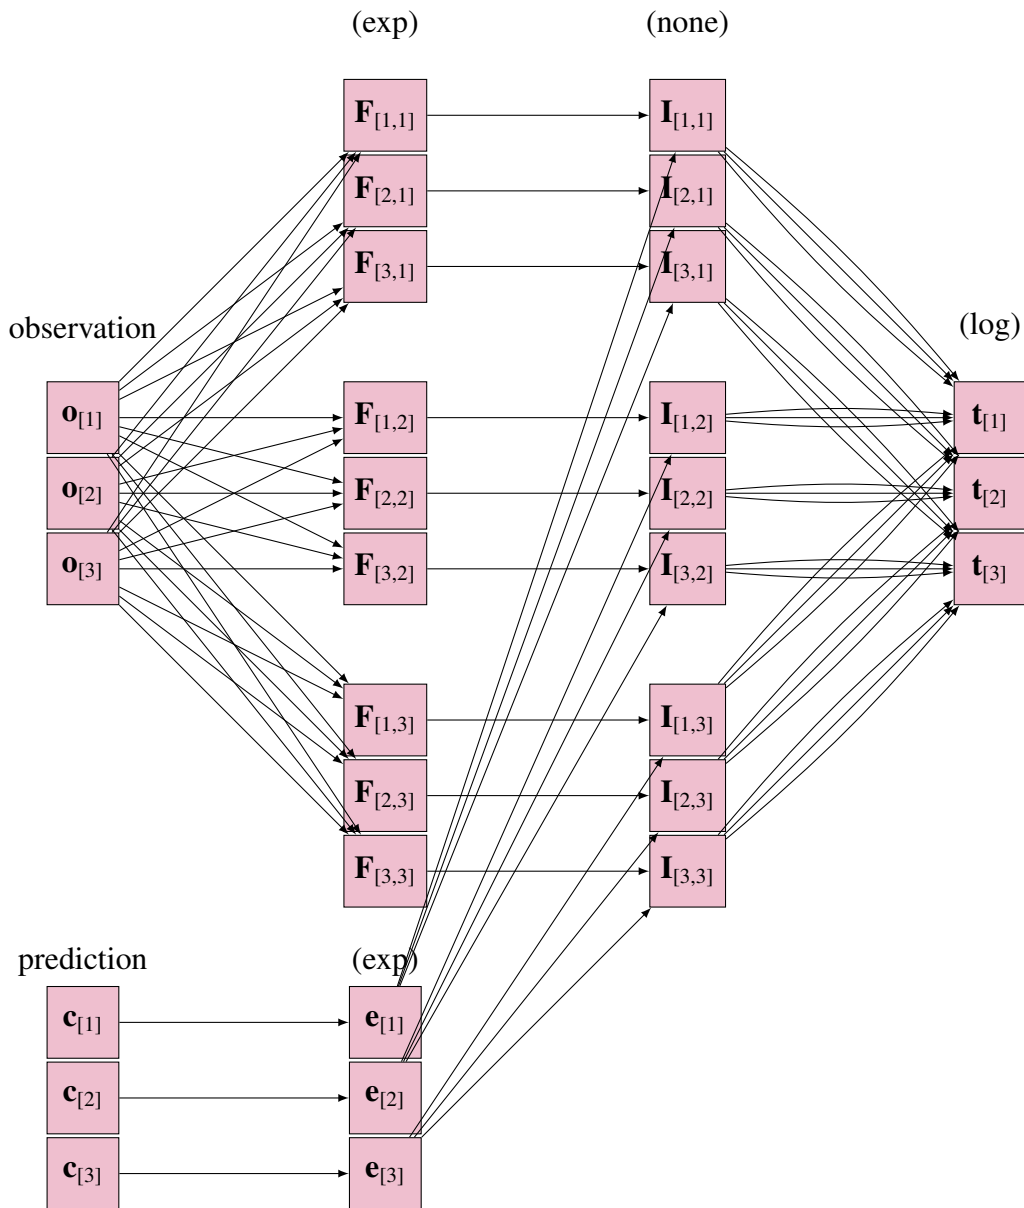 (exp) (none)
F[1,1] I[1,1]
F[2,1] I[2,1]
F[3,1] I[3,1]
observation (log)
o[1] F[1,2] I[1,2] t[1]
o[2] F[2,2] I[2,2] t[2]
o[3] F[3,2] I[3,2] t[3]
F[1,3] I[1,3]
F[2,3] I[2,3]
F[3,3] I[3,3]
prediction (exp)
c[1] e[1]
c[2] e[2]
c[3] e[3]